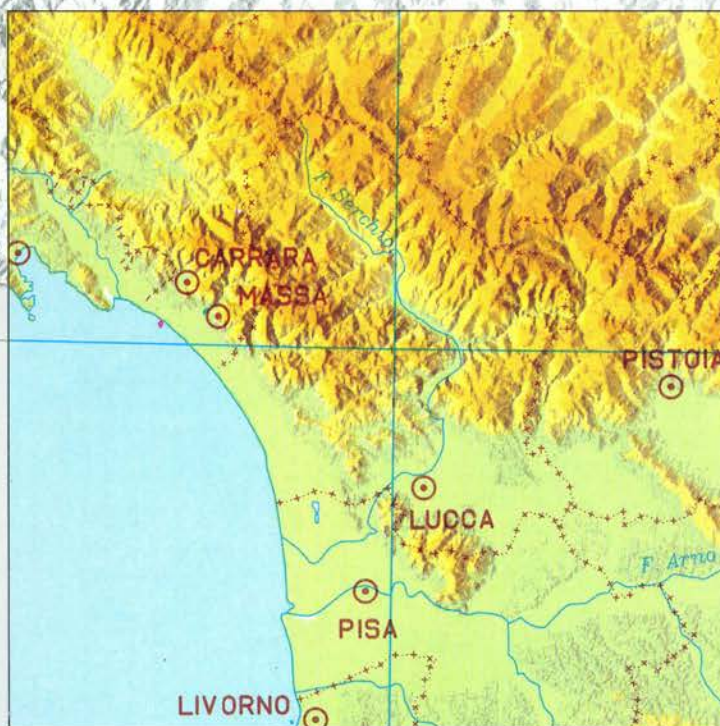 F. Serchio
CARRARA
MASSA
PISTOIA
LUCCA
F. Arno
PISA
LIVORNO